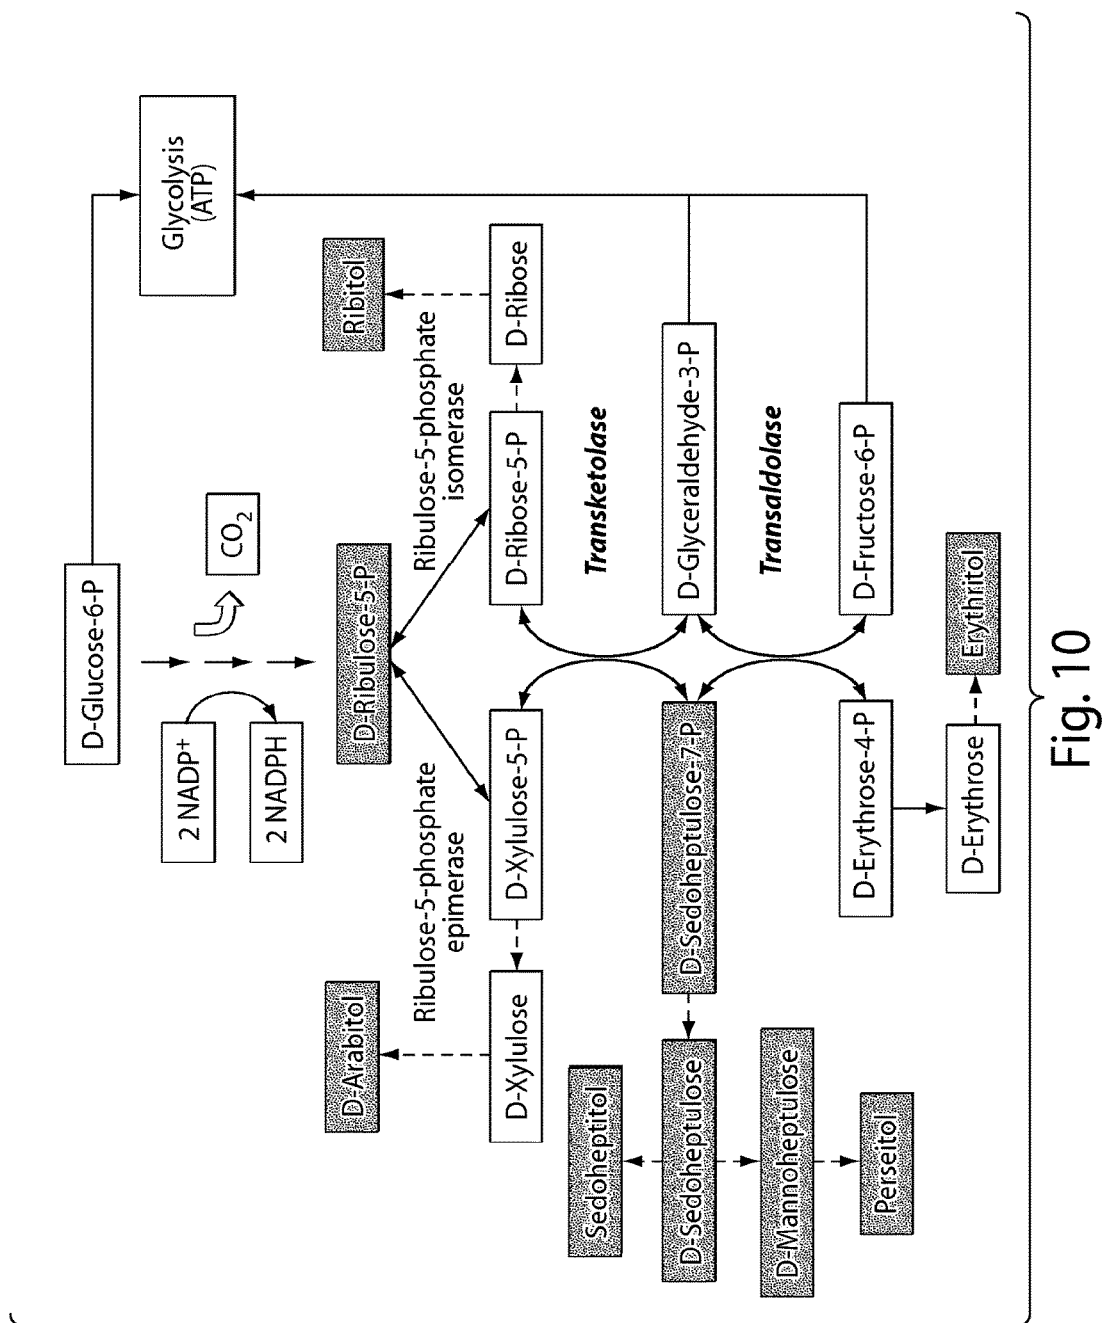 D-Glucose-6-P
Glycolysis
(ATP)
2 NADP+
2 NADPH
CO2
D-Ribulose-5-P
D-Arabitol
Ribulose-5-phosphate
epimerase
Ribulose-5-phosphate
isomerase
Ribitol
D-Xylulose
D-Xylulose-5-P
D-Ribose-5-P
D-Ribose
Transketolase
Sedoheptitol
D-Sedoheptulose
D-Sedoheptulose-7-P
D-Glyceraldehyde-3-P
Transaldolase
D-Mannoheptulose
Perseitol
D-Erythrose-4-P
D-Fructose-6-P
D-Erythrose
Erythritol
Fig. 10